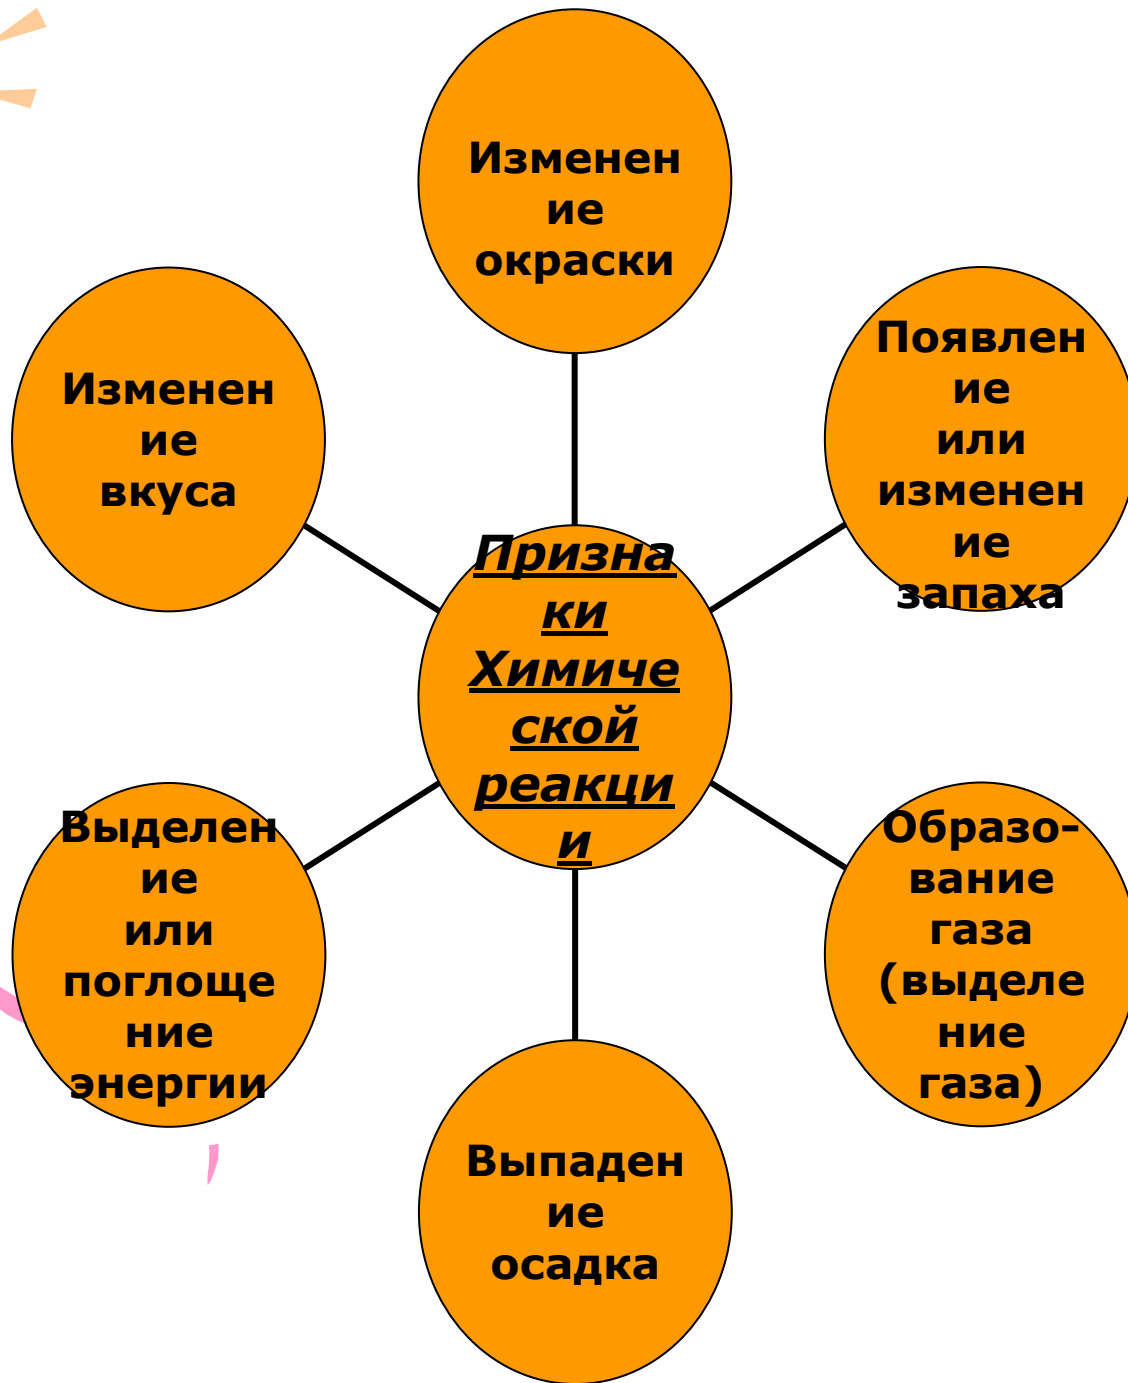 Изменен
ие
окраски
Изменен
ие
вкуса
Появлен
ие
или
изменен
ие
запаха
Призна
ки
Химиче
ской
реакци
и
Выделен
ие
или
поглоще
ние
энергии
Образо-
вание
газа
(выделе
ние
газа)
Выпаден
ие
осадка